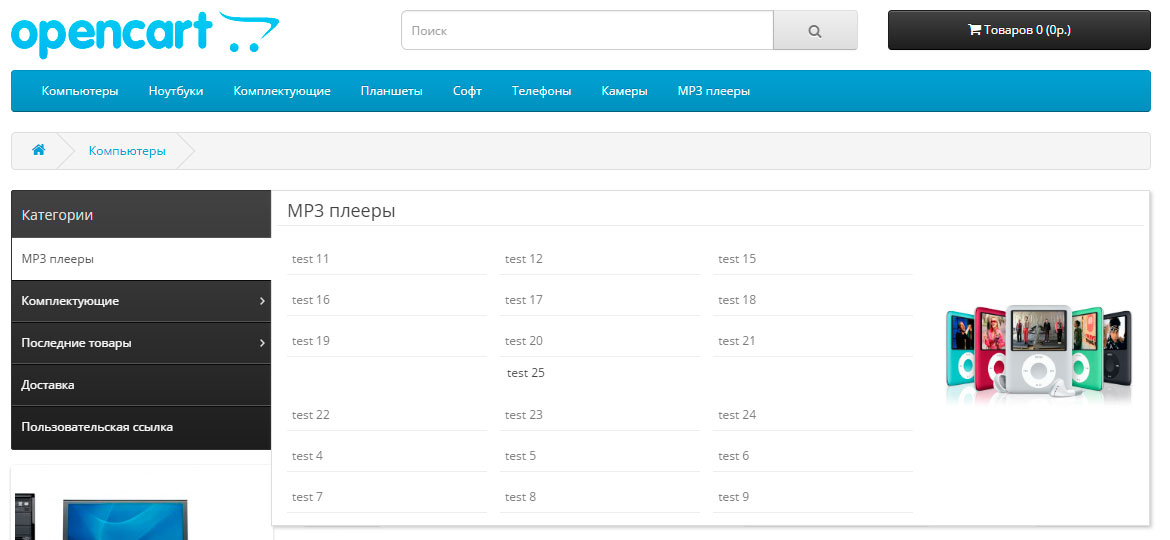 opencart
Поиск
Товаров 0 (0р.)
Компьютеры Ноутбуки Комплектующие Планшеты Софт Телефоны Камеры MP3 плееры
Компьютеры
Категории
MP3 плееры
Комплектующие
Последние товары
Доставка
Пользовательская ссылка
MP3 плееры
test 11 test 12 test 15
test 16 test 17 test 18
test 19 test 20 test 21
test 25
test 22 test 23 test 24
test 4 test 5 test 6
test 7 test 8 test 9